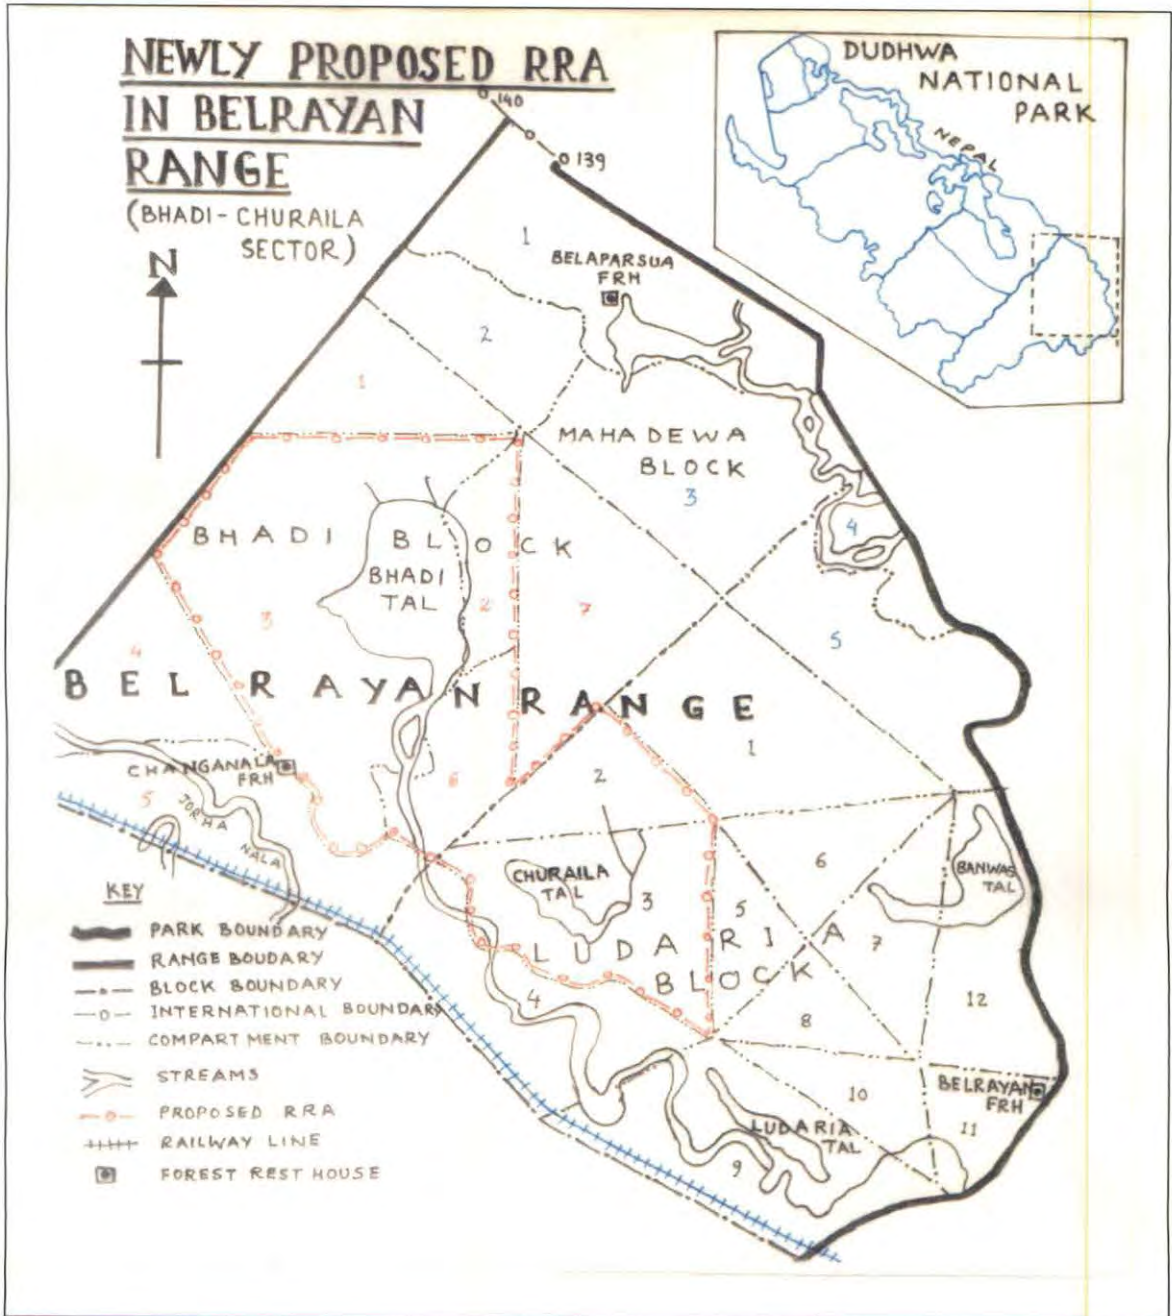 NEWLY PROPOSED RRA
IN BELRAYAN
RANGE
(BHADI-CHURAILA
SECTOR)
N
140
139
DUDHWA
NATIONAL
PARK
NEPAL
1
BELAPARSUA
FRH
2
1
MAHADEWA
BLOCK
3
4
BHADI BLOCK
BHADI
TAL
3
2
7
5
4
BELRAYAN RANGE
1
CHANGANALA
FRH
6
2
5
JORHA
NALA
CHURAILA
TAL
3
6
BANWAS
TAL
5
7
LUDARIA
BLOCK
4
8
12
10
BELRAYAN
FRH
11
LUDARIA
TAL
9
KEY
PARK BOUNDARY
RANGE BOUDARY
BLOCK BOUNDARY
INTERNATIONAL BOUNDARY
COMPARTMENT BOUNDARY
STREAMS
PROPOSED RRA
RAILWAY LINE
FOREST REST HOUSE